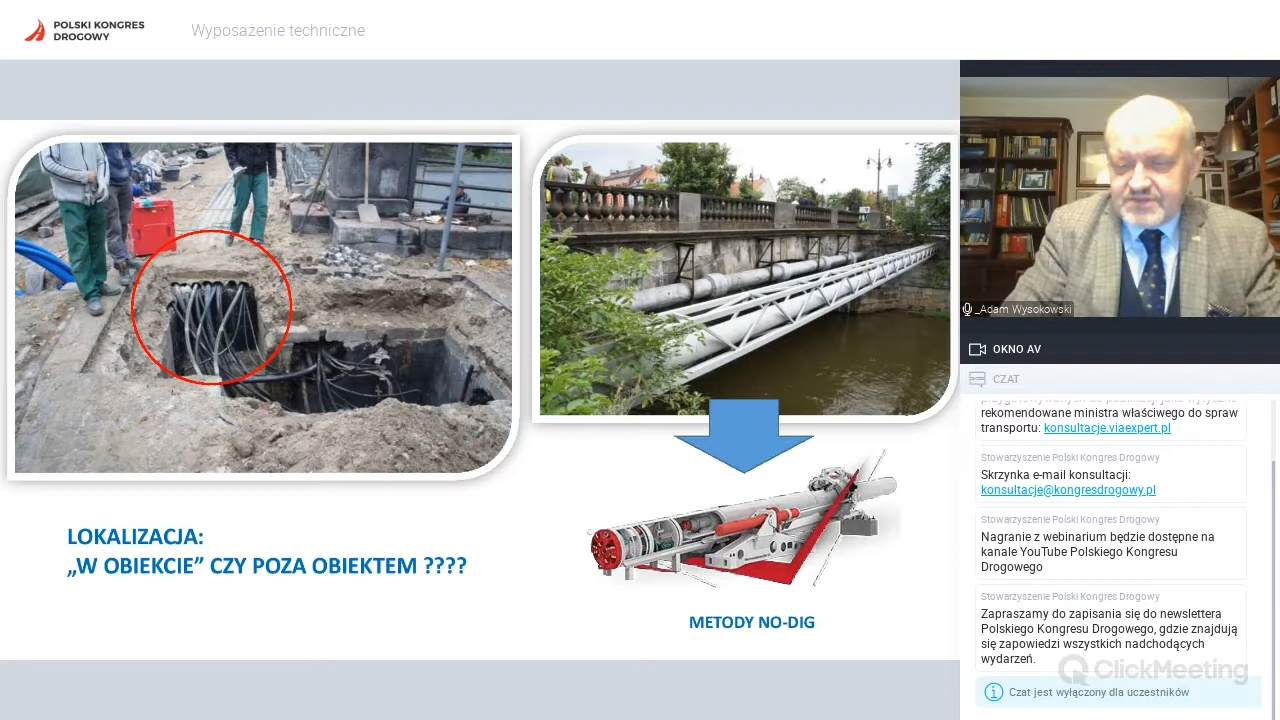 POLSKI KONGRES
DROGOWY
Wyposażenie techniczne
LOKALIZACJA:
„W OBIEKCIE” CZY POZA OBIEKTEM ????
METODY NO-DIG
_Adam Wysokowski
OKNO AV
CZAT
rekomendowane ministra właściwego do spraw
transportu: konsultacje.viaexpert.pl
Stowarzyszenie Polski Kongres Drogowy
Skrzynka e-mail konsultacji:
konsultacje@kongresdrogowy.pl
Stowarzyszenie Polski Kongres Drogowy
Nagranie z webinarium będzie dostępne na
kanale YouTube Polskiego Kongresu
Drogowego
Stowarzyszenie Polski Kongres Drogowy
Zapraszamy do zapisania się do newslettera
Polskiego Kongresu Drogowego, gdzie znajdują
się zapowiedzi wszystkich nadchodzących
wydarzeń.
ClickMeeting
Czat jest wyłączony dla uczestników